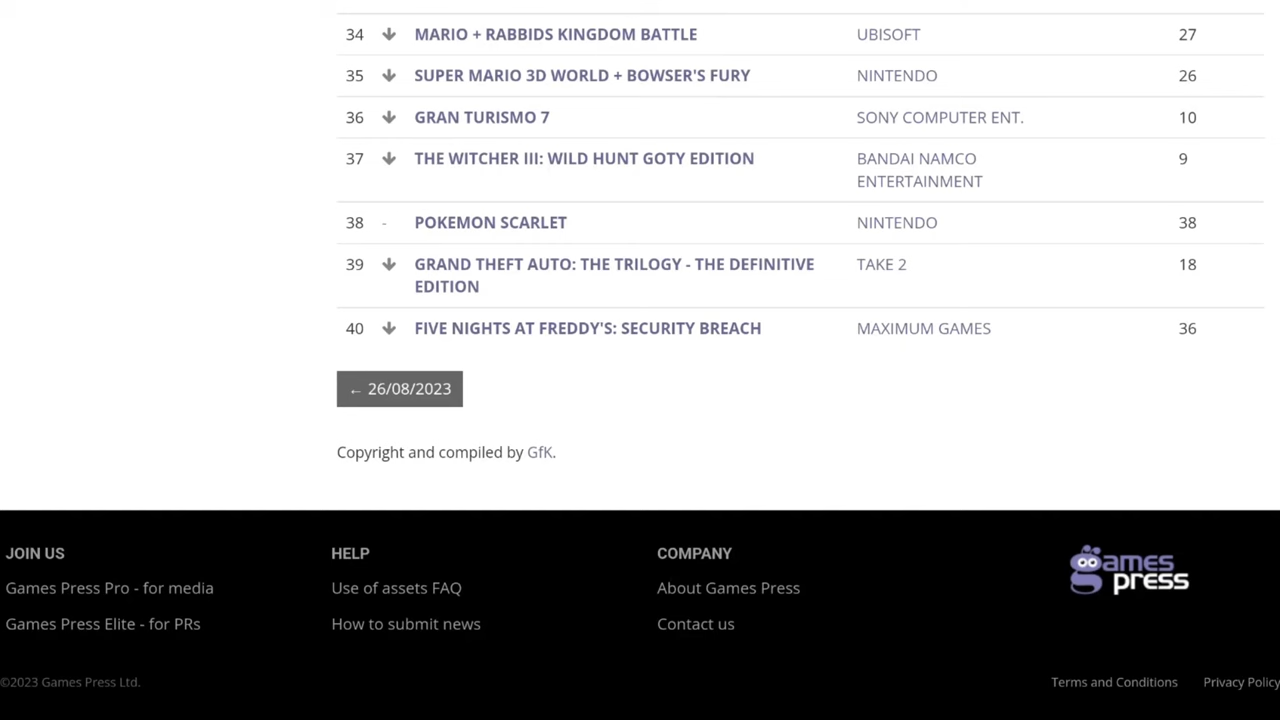 34 MARIO + RABBIDS KINGDOM BATTLE UBISOFT 27
35 SUPER MARIO 3D WORLD + BOWSER'S FURY NINTENDO 26
36 GRAN TURISMO 7 SONY COMPUTER ENT. 10
37 THE WITCHER III: WILD HUNT GOTY EDITION BANDAI NAMCO 9
ENTERTAINMENT
38 - POKEMON SCARLET NINTENDO 38
39 GRAND THEFT AUTO: THE TRILOGY - THE DEFINITIVE TAKE 2 18
EDITION
40 FIVE NIGHTS AT FREDDY'S: SECURITY BREACH MAXIMUM GAMES 36
← 26/08/2023
Copyright and compiled by GfK.
JOIN US HELP COMPANY
games press
Games Press Pro - for media Use of assets FAQ About Games Press
Games Press Elite - for PRs How to submit news Contact us
©2023 Games Press Ltd. Terms and Conditions Privacy Policy